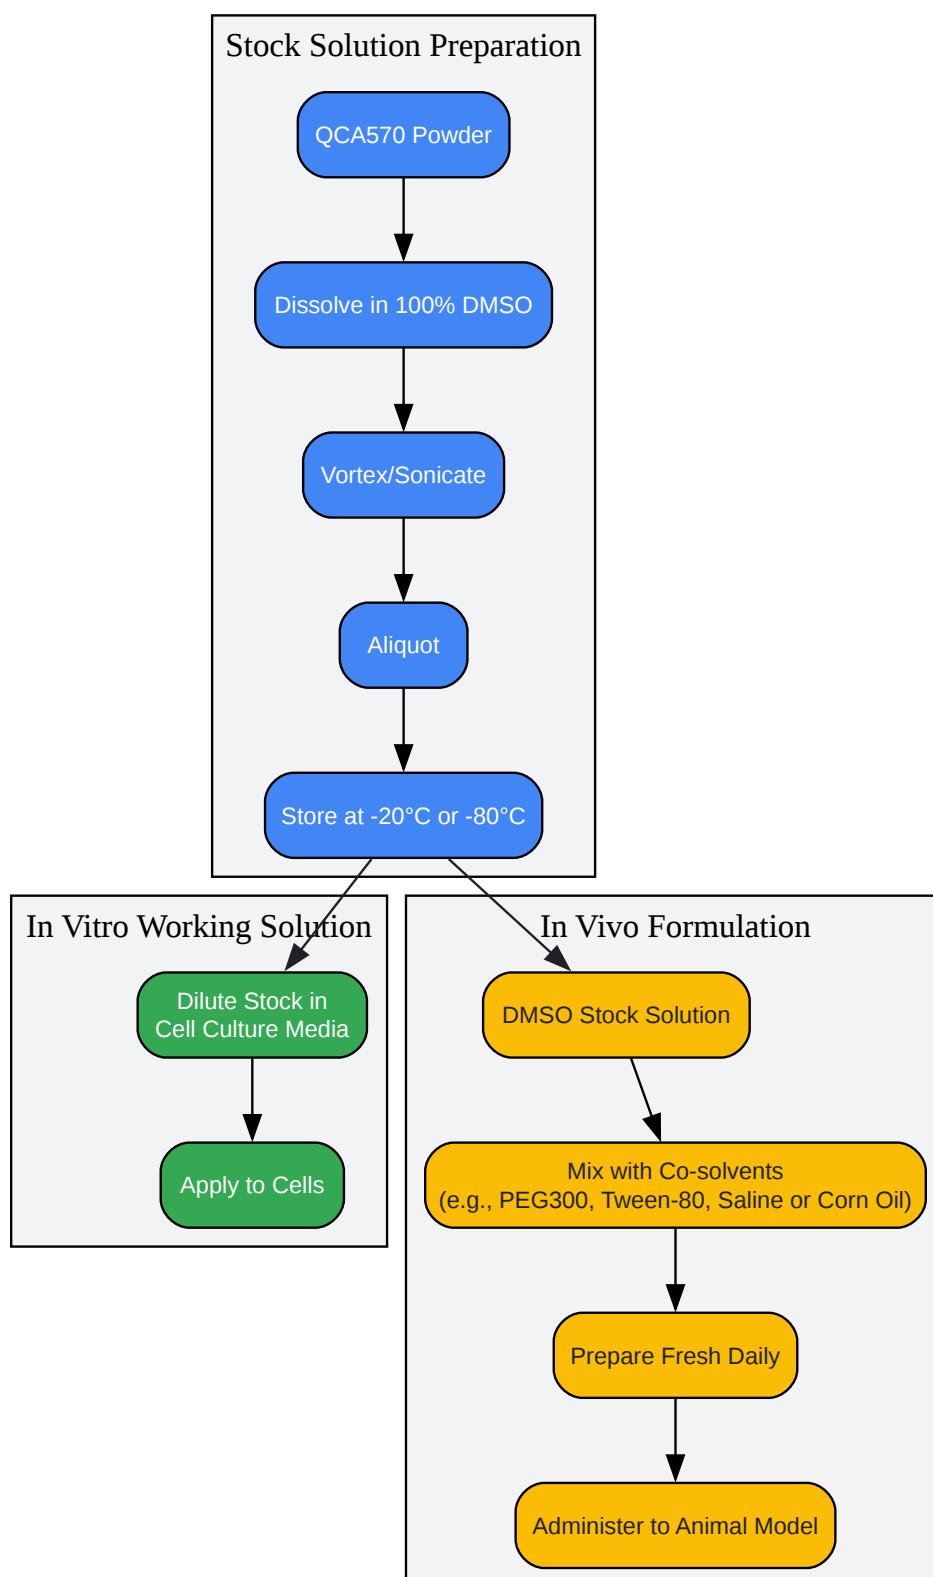 Stock Solution Preparation
QCA570 Powder
Dissolve in 100% DMSO
Vortex/Sonicate
Aliquot
Store at -20°C or -80°C
In Vitro Working Solution
Dilute Stock in
Cell Culture Media
Apply to Cells
In Vivo Formulation
DMSO Stock Solution
Mix with Co-solvents
(e.g., PEG300, Tween-80, Saline or Corn Oil)
Prepare Fresh Daily
Administer to Animal Model